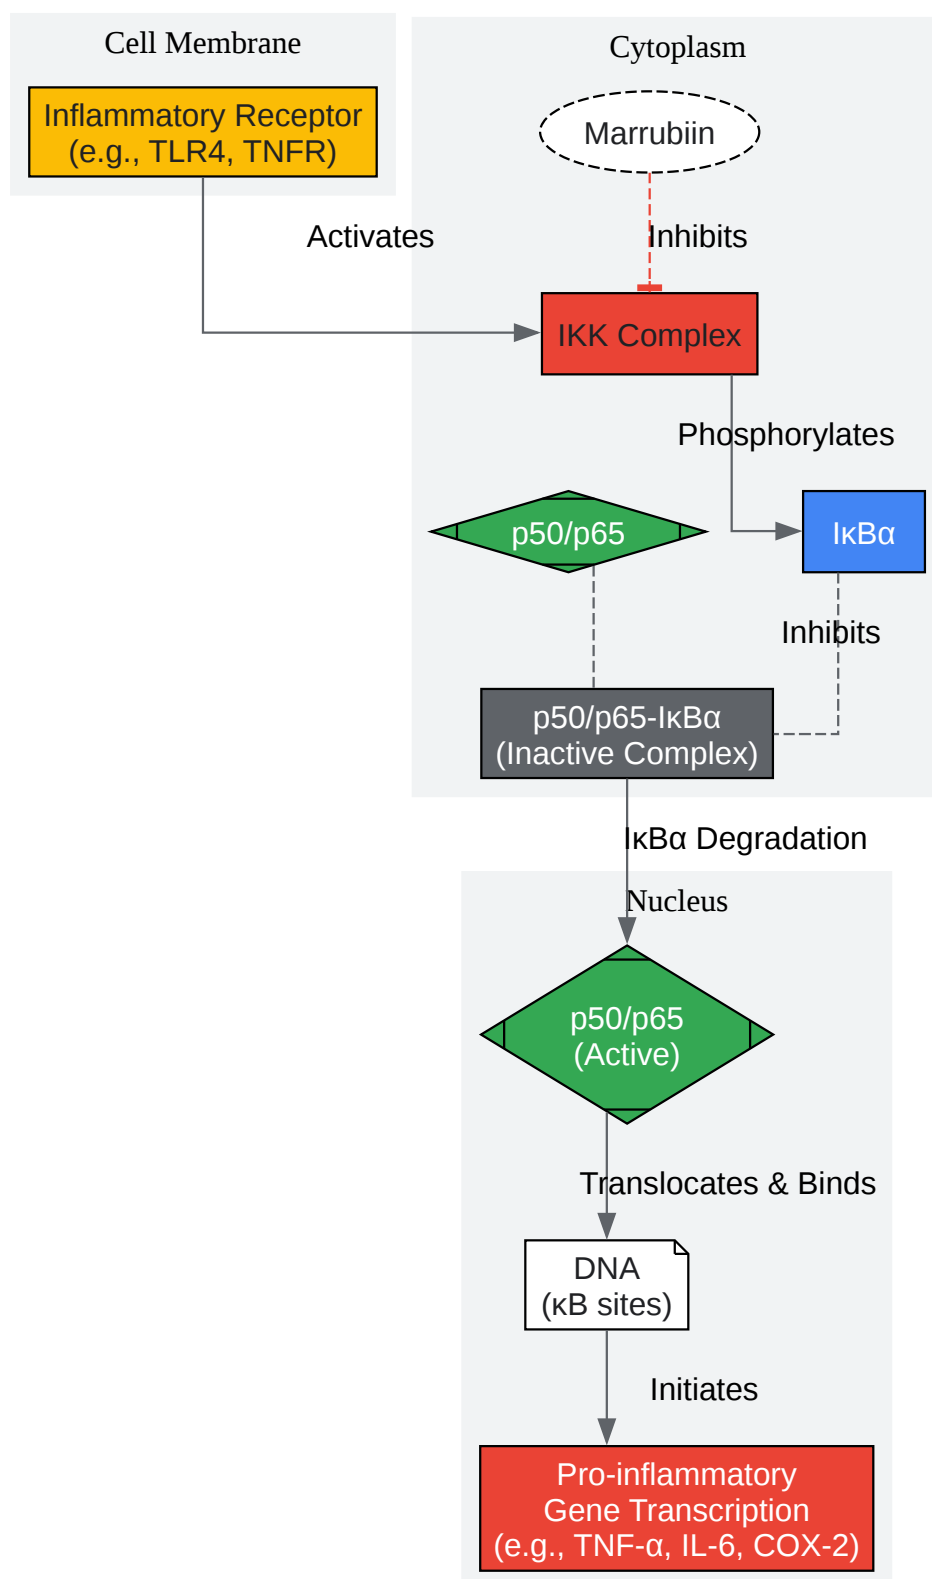 Cell Membrane
Cytoplasm
Inflammatory Receptor
(e.g., TLR4, TNFR)
Marrubiin
Activates
Inhibits
IKK Complex
Phosphorylates
p50/p65
IκBα
Inhibits
p50/p65-IκBα
(Inactive Complex)
IκBα Degradation
Nucleus
p50/p65
(Active)
Translocates & Binds
DNA
(κB sites)
Initiates
Pro-inflammatory
Gene Transcription
(e.g., TNF-α, IL-6, COX-2)